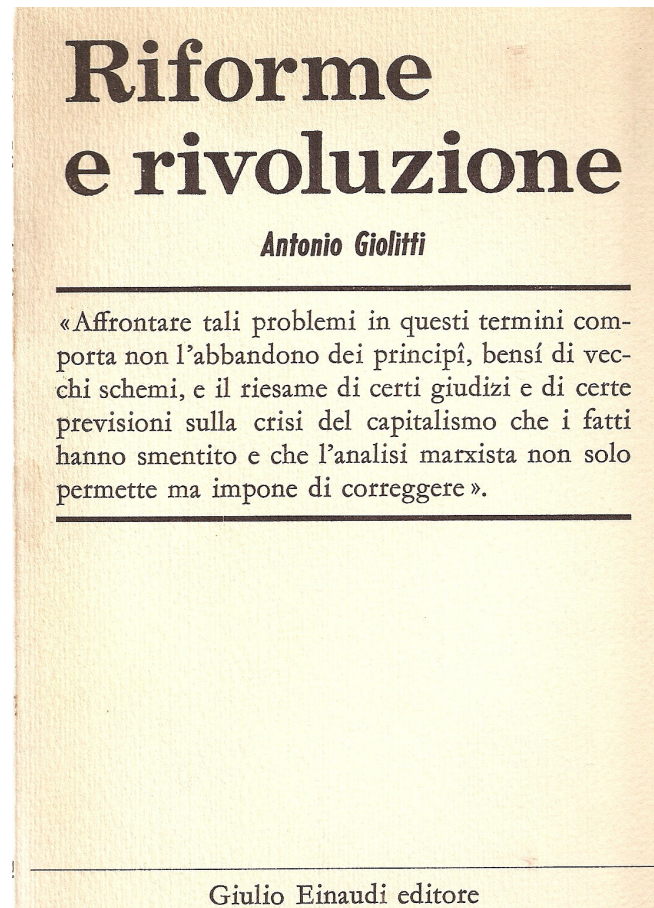 Riforme
e rivoluzione
Antonio Giolitti
«Affrontare tali problemi in questi termini com-
porta non l'abbandono dei principî, bensí di vec-
chi schemi, e il riesame di certi giudizi e di certe
previsioni sulla crisi del capitalismo che i fatti
hanno smentito e che l'analisi marxista non solo
permette ma impone di correggere».
Giulio Einaudi editore